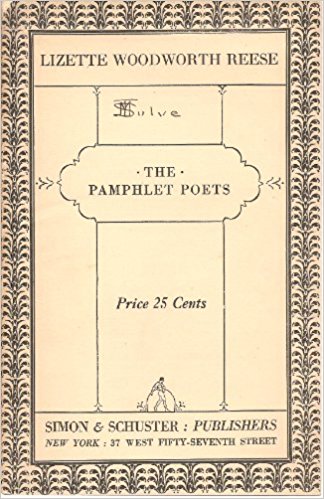 LIZETTE WOODWORTH REESE
· THE ·
PAMPHLET POETS
Price 25 Cents
SIMON & SCHUSTER : PUBLISHERS
NEW YORK : 37 WEST FIFTY-SEVENTH STREET